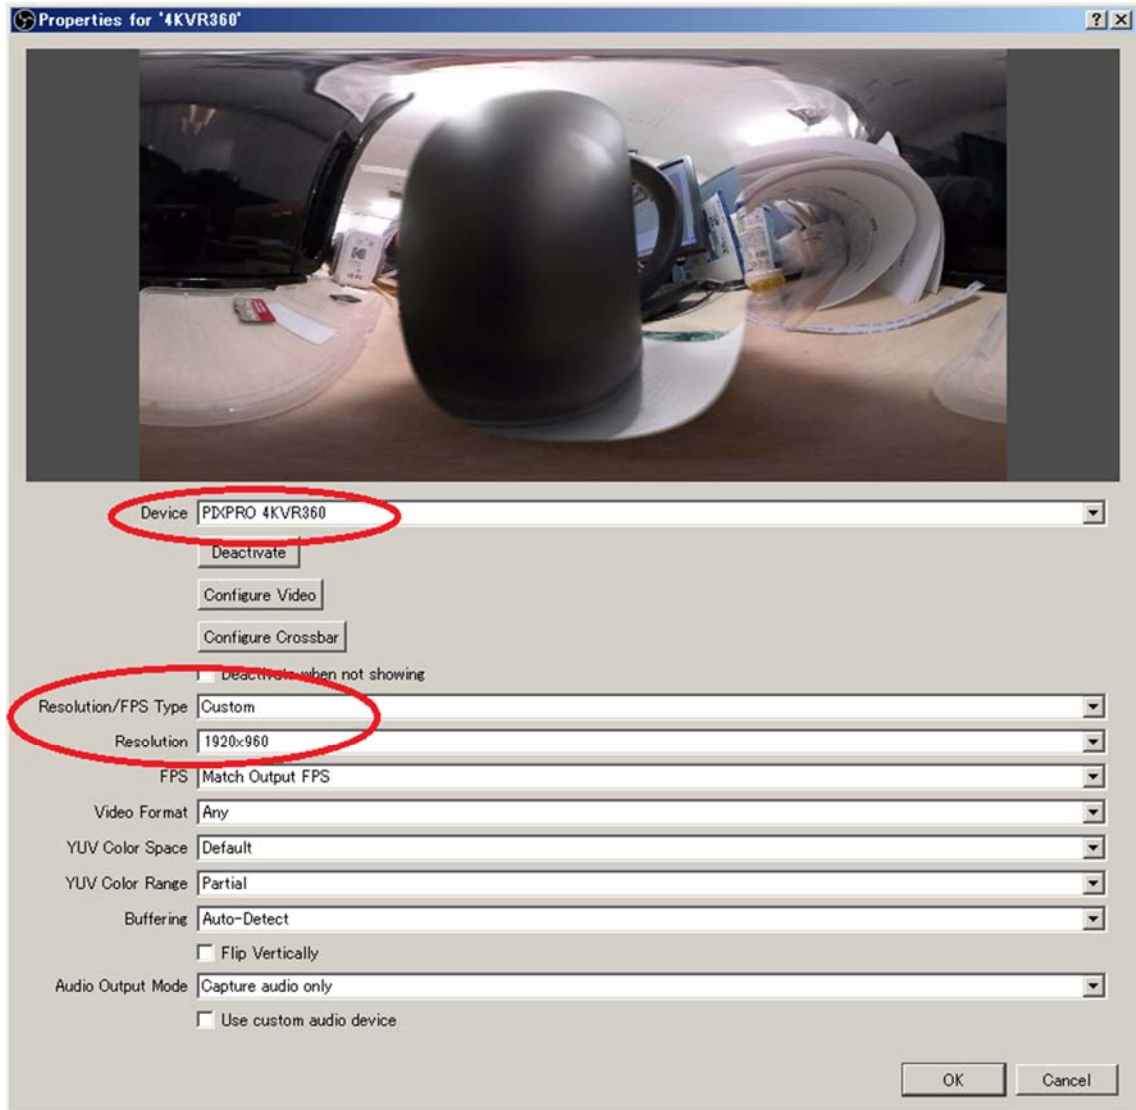 Properties for '4KVR360'
Device PIXPRO 4KVR360
Deactivate
Configure Video
Configure Crossbar
Deactivate when not showing
Resolution/FPS Type Custom
Resolution 1920x960
FPS Match Output FPS
Video Format Any
YUV Color Space Default
YUV Color Range Partial
Buffering Auto-Detect
Flip Vertically
Audio Output Mode Capture audio only
Use custom audio device
OK Cancel